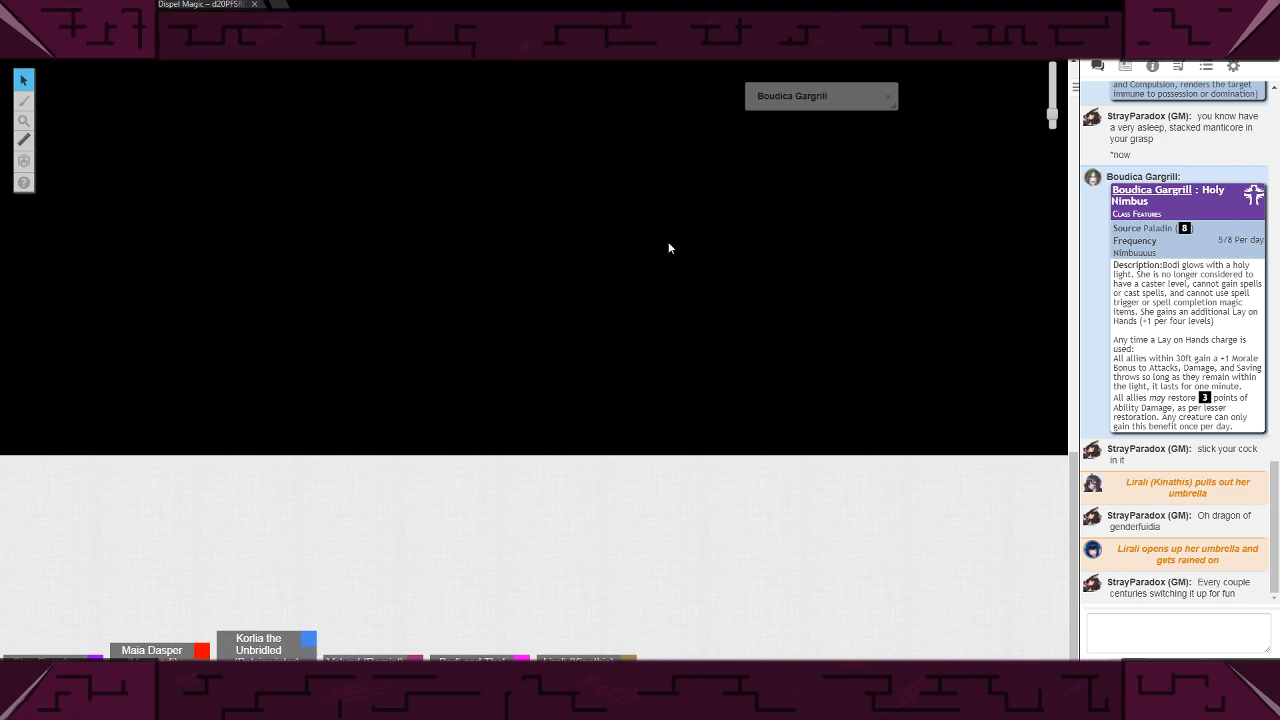 Dispel Magic – d20PFSR
Boudica Gargrill
and Compulsion, renders the target
immune to possession or domination)
StrayParadox (GM): you know have
a very asleep, stacked manticore in
your grasp
*now
Boudica Gargrill:
Boudica Gargrill : Holy
Nimbus
Class Features
Source Paladin ( 8 )
Frequency 5/8 Per day
Nimbuuuus
Description:Bodi glows with a holy
light. She is no longer considered to
have a caster level, cannot gain spells
or cast spells, and cannot use spell
trigger or spell completion magic
items. She gains an additional Lay on
Hands (+1 per four levels)
Any time a Lay on Hands charge is
used:
All allies within 30ft gain a +1 Morale
Bonus to Attacks, Damage, and Saving
throws so long as they remain within
the light, it lasts for one minute.
All allies may restore 3 points of
Ability Damage, as per lesser
restoration. Any creature can only
gain this benefit once per day.
StrayParadox (GM): stick your cock
in it
Lirali (Kinathis) pulls out her
umbrella
StrayParadox (GM): Oh dragon of
genderfuidia
Lirali opens up her umbrella and
gets rained on
StrayParadox (GM): Every couple
centuries switching it up for fun
Maia Dasper
Korlia the
Unbridled